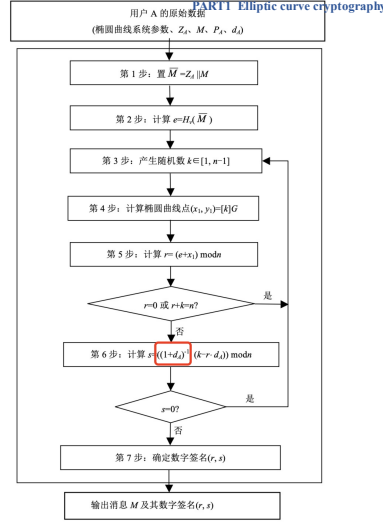 PART1 Elliptic curve cryptography
用户 A 的原始数据
(椭圆曲线系统参数、Z_A、M、P_A、d_A)
第 1 步：置 M̅ =Z_A ||M
第 2 步：计算 e=H_v( M̅ )
第 3 步：产生随机数 k∈[1, n−1]
第 4 步：计算椭圆曲线点(x₁, y₁)=[k]G
第 5 步：计算 r= (e+x₁) modn
r=0 或 r+k=n?
是
否
第 6 步：计算 s=((1+d_A)⁻¹· (k−r· d_A)) modn
s=0?
是
否
第 7 步：确定数字签名(r, s)
输出消息 M 及其数字签名(r, s)